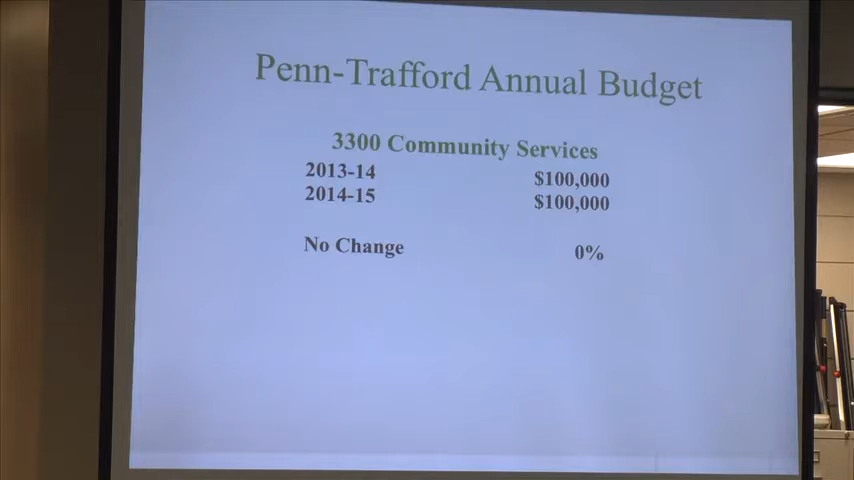 Penn-Trafford Annual Budget
3300 Community Services
2013-14 $100,000
2014-15 $100,000
No Change 0%